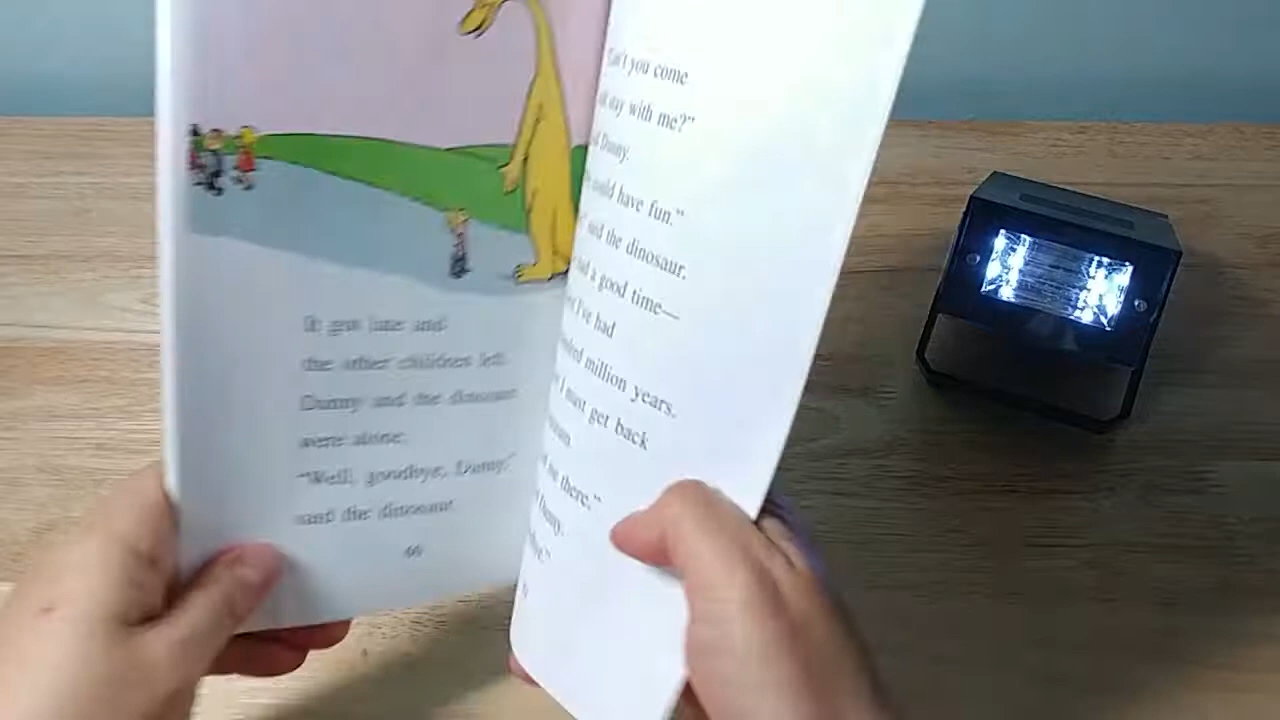 It got late and
the other children left.
Danny and the dinosaur
were alone.
"Well, goodbye, Danny,"
said the dinosaur.
you come
stay with me?"
Danny.
could have fun."
said the dinosaur.
had a good time—
I've had
million years.
I must get back
there."
Danny.